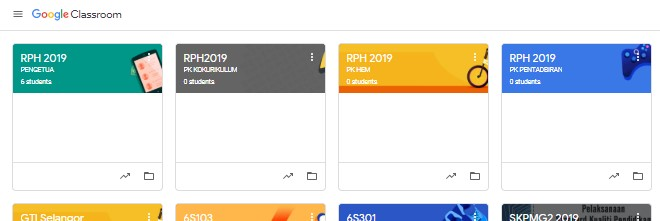 Google Classroom
RPH 2019
PENGETUA
6 students
RPH2019
PK KOKURIKULUM
0 students
RPH 2019
PK HEM
0 students
RPH 2019
PK PENTADBIRAN
0 students
GTI Selangor
6S103
6S301
SKPMG2 2019
Pelaksanaan